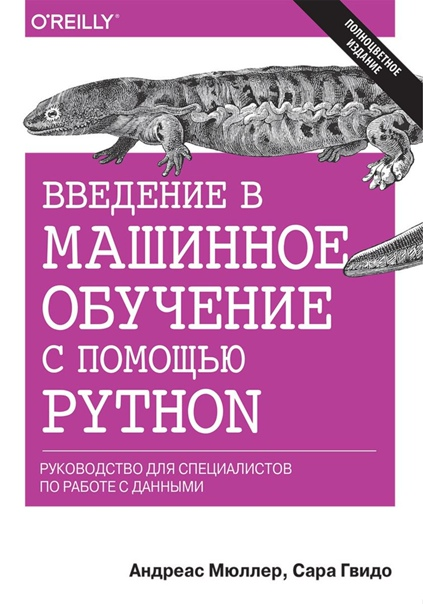 O'REILLY®
ПОЛНОЦВЕТНОЕ
ИЗДАНИЕ
ВВЕДЕНИЕ В
МАШИННОЕ
ОБУЧЕНИЕ
С ПОМОЩЬЮ
PYTHON
РУКОВОДСТВО ДЛЯ СПЕЦИАЛИСТОВ
ПО РАБОТЕ С ДАННЫМИ
Андреас Мюллер, Сара Гвидо